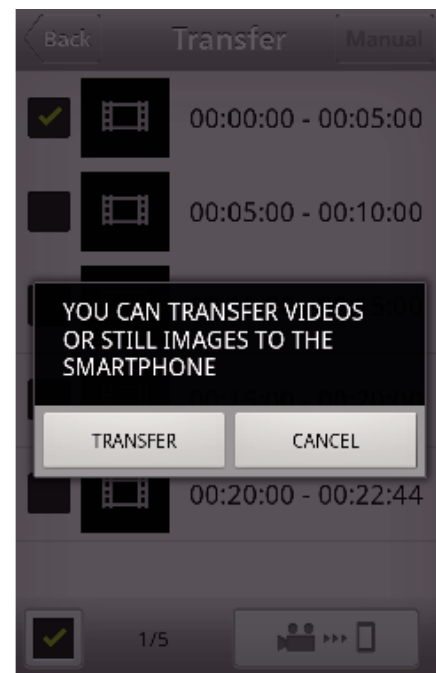 Back Transfer Manual
00:00:00 - 00:05:00
00:05:00 - 00:10:00
YOU CAN TRANSFER VIDEOS
OR STILL IMAGES TO THE
SMARTPHONE
TRANSFER CANCEL
00:20:00 - 00:22:44
1/5